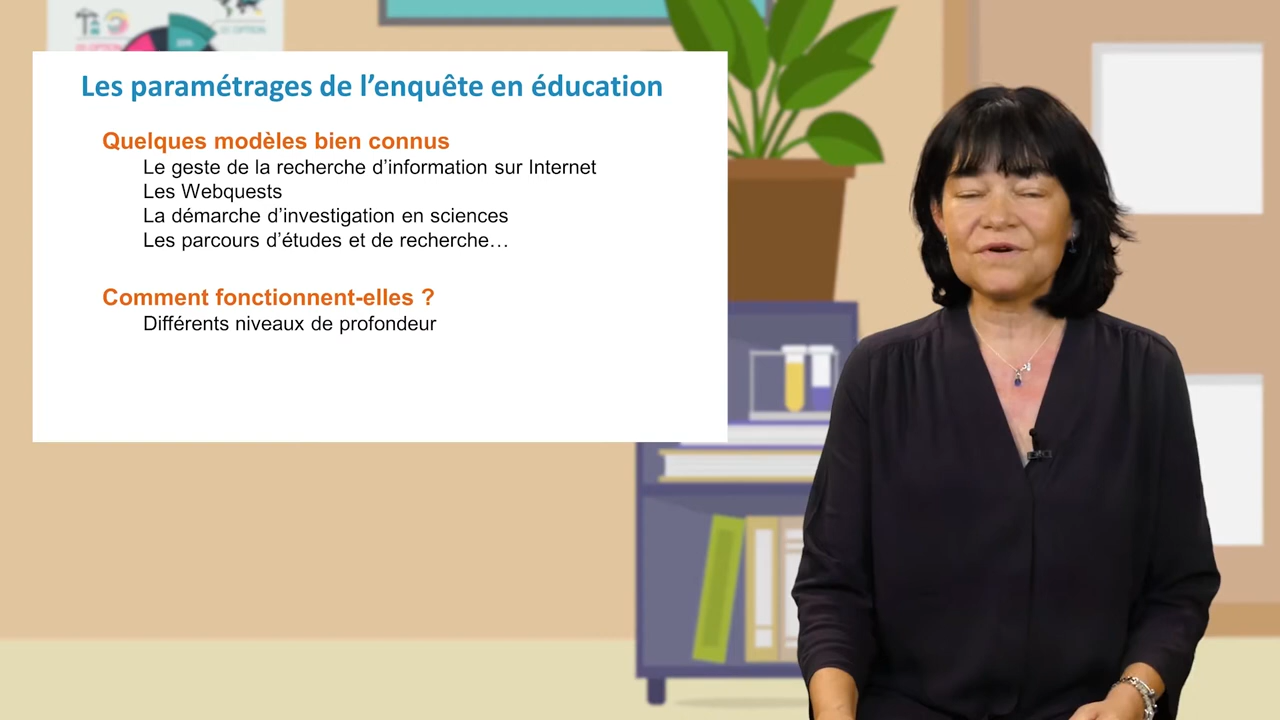 Les paramétrages de l’enquête en éducation
Quelques modèles bien connus
Le geste de la recherche d’information sur Internet
Les Webquests
La démarche d’investigation en sciences
Les parcours d’études et de recherche…
Comment fonctionnent-elles ?
Différents niveaux de profondeur